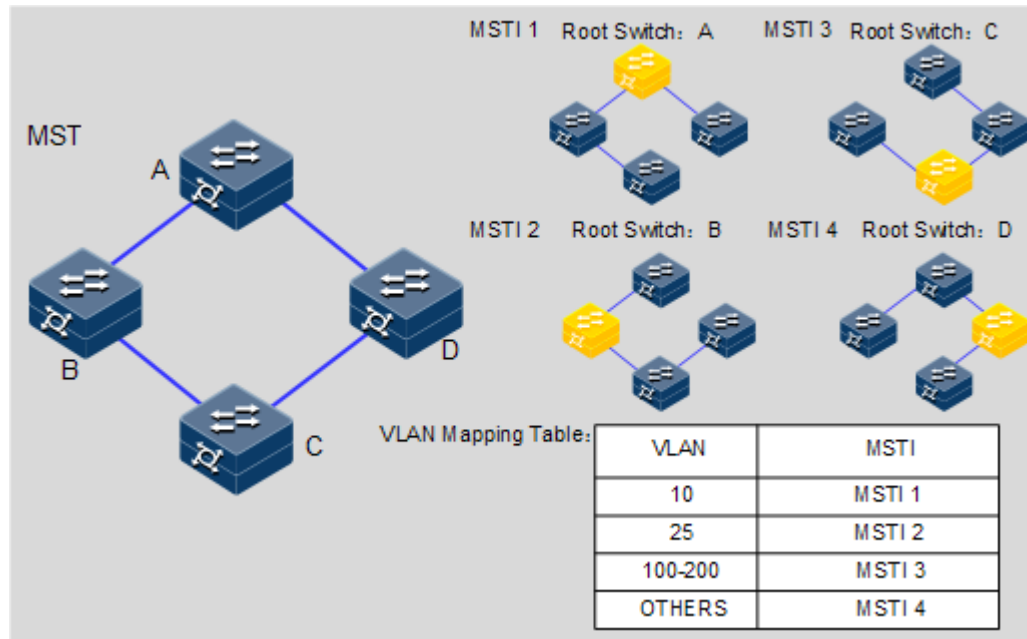 MSTI 1 Root Switch：A
MSTI 3 Root Switch：C
MST
A
B
D
C
MSTI 2 Root Switch：B
MSTI 4 Root Switch：D
VLAN Mapping Table：
VLAN MSTI
10 MSTI 1
25 MSTI 2
100-200 MSTI 3
OTHERS MSTI 4